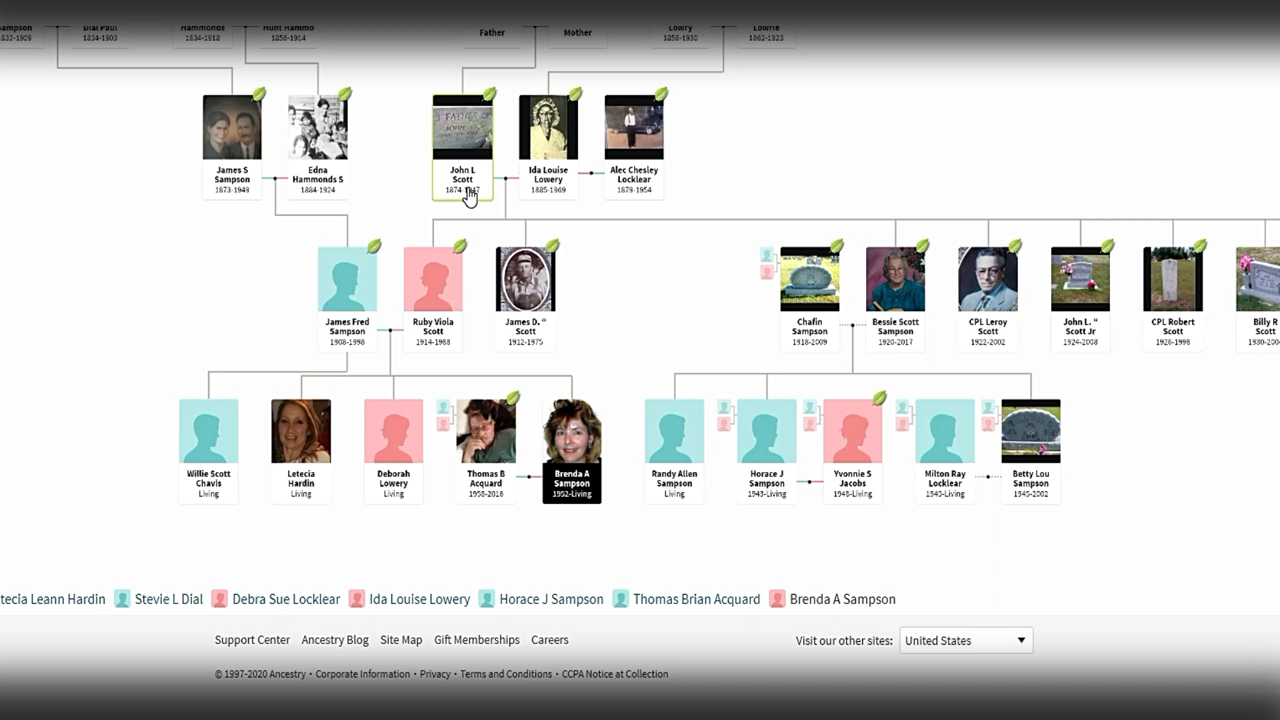 Sampson
Dial Paul
Hammonds
Hunt Hammo
Father
Mother
Lowry
Lowrie
1832-1909
1834-1903
1834-1918
1856-1914
1858-1930
1862-1923
FATHER
JOHN
James S
Sampson
1873-1949
Edna
Hammonds S
1884-1924
John L
Scott
Ida Louise
Lowery
1885-1969
Alec Chesley
Locklear
1879-1954
James Fred
Sampson
1908-1998
Ruby Viola
Scott
1914-1988
James D. "
Scott
1912-1975
Chafin
Sampson
1918-2009
Bessie Scott
Sampson
1920-2017
CPL Leroy
Scott
1922-2002
John L. "
Scott Jr
1924-2008
CPL Robert
Scott
1926-1998
Billy R
Scott
1930-200
Willie Scott
Chavis
Living
Letecia
Hardin
Living
Deborah
Lowery
Living
Thomas B
Acquard
1958-2016
Brenda A
Sampson
1952-Living
Randy Allen
Sampson
Living
Horace J
Sampson
1943-Living
Yvonnie S
Jacobs
1948-Living
Milton Ray
Locklear
1945-Living
Betty Lou
Sampson
1945-2002
tecia Leann Hardin Stevie L Dial Debra Sue Locklear Ida Louise Lowery Horace J Sampson Thomas Brian Acquard Brenda A Sampson
Support Center Ancestry Blog Site Map Gift Memberships Careers
Visit our other sites: United States
© 1997-2020 Ancestry • Corporate Information • Privacy • Terms and Conditions • CCPA Notice at Collection